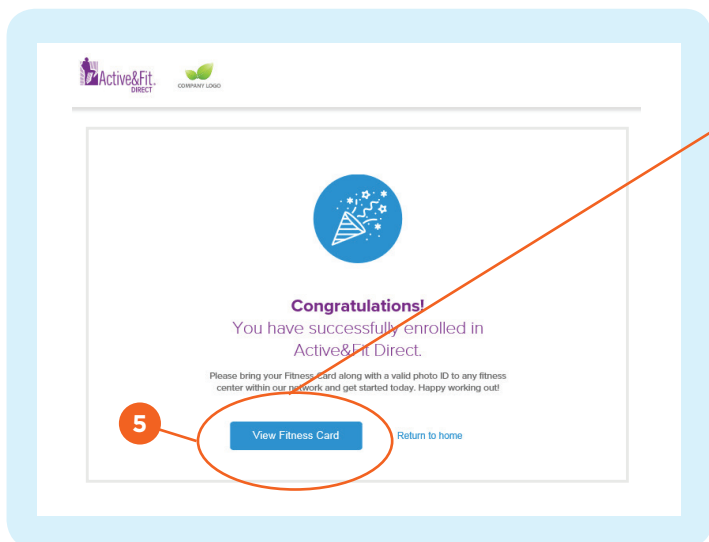 Active&Fit.
DIRECT
COMPANY LOGO
Congratulations!
You have successfully enrolled in
Active&Fit Direct.
Please bring your Fitness Card along with a valid photo ID to any fitness
center within our network and get started today. Happy working out!
5
View Fitness Card
Return to home